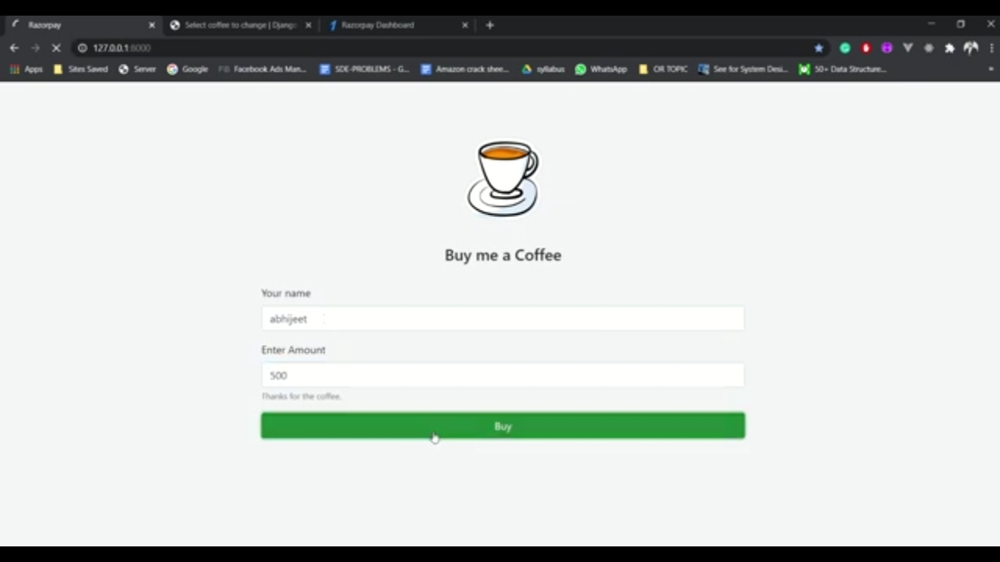 Razorpay
Select coffee to change | Django
Razorpay Dashboard
127.0.0.1:8000
Apps
Sites Saved
Server
Google
Facebook Ads Man...
SDE-PROBLEMS - G...
Amazon crack shee...
syllabus
WhatsApp
OR TOPIC
See for System Desi...
50+ Data Structure...
Buy me a Coffee
Your name
abhijeet
Enter Amount
500
Thanks for the coffee.
Buy